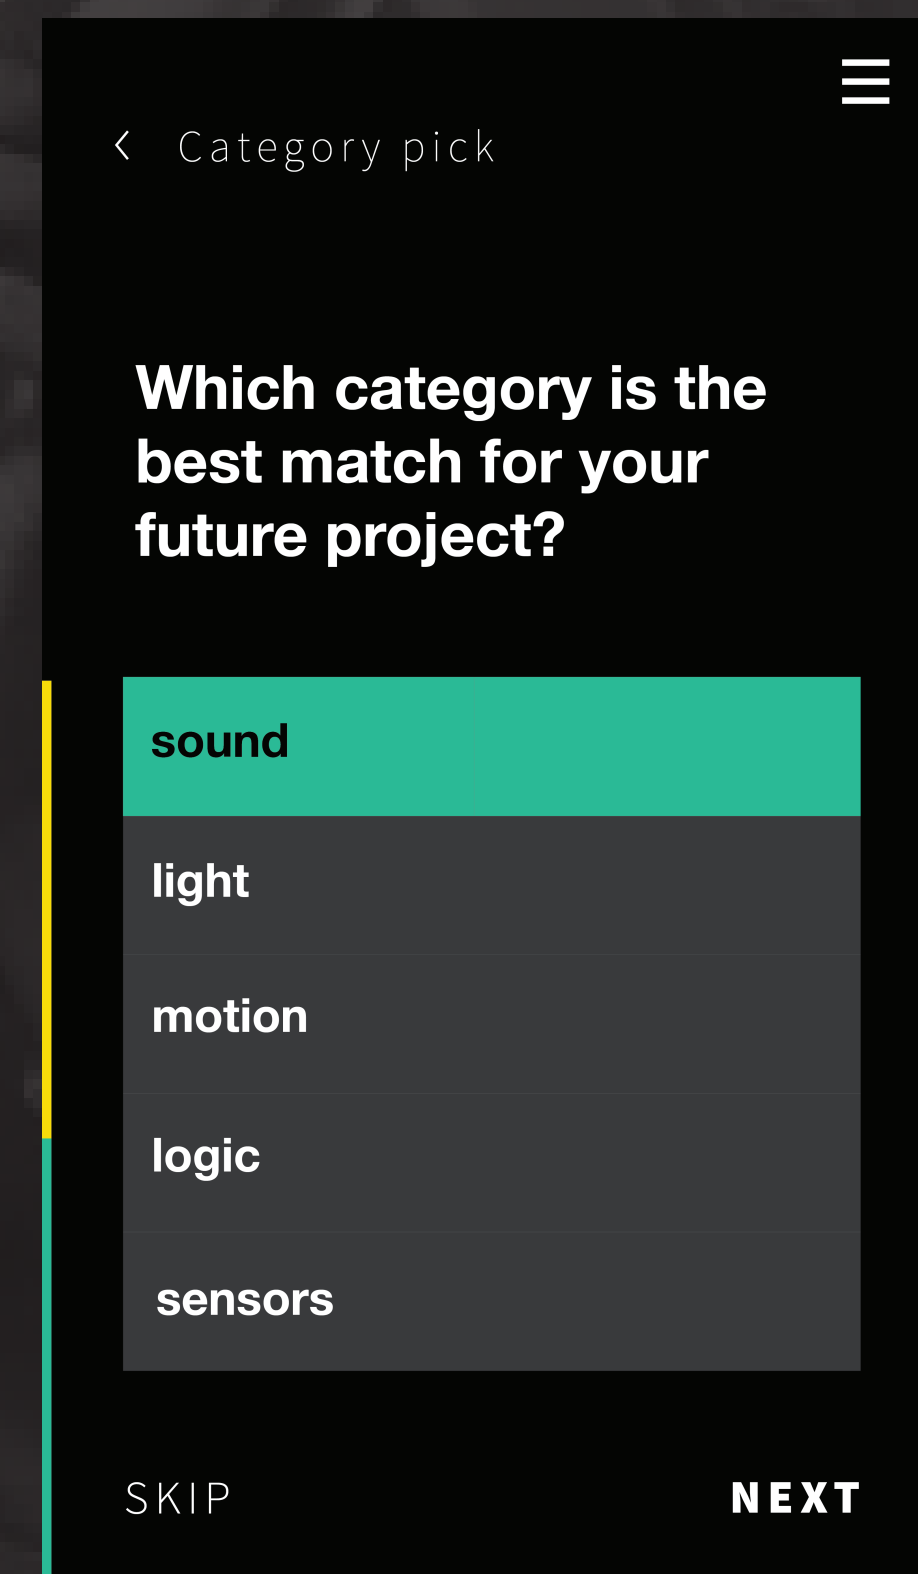 Category pick
Which category is the
best match for your
future project?
sound
light
motion
logic
sensors
SKIP
NEXT